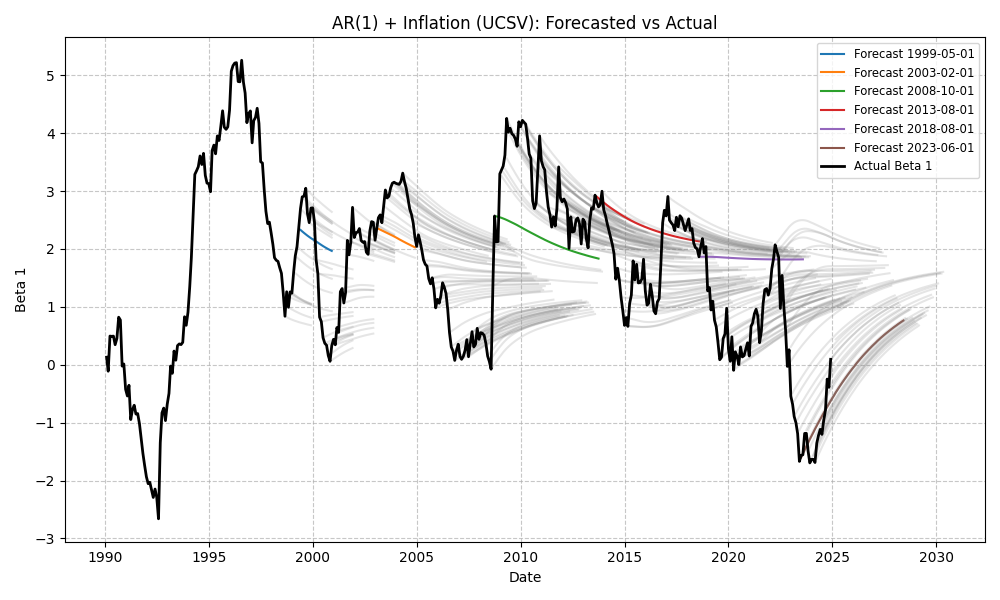 AR(1) + Inflation (UCSV): Forecasted vs Actual
Forecast 1999-05-01
Forecast 2003-02-01
Forecast 2008-10-01
Forecast 2013-08-01
Forecast 2018-08-01
Forecast 2023-06-01
Actual Beta 1
Beta 1
5
4
3
2
1
0
−1
−2
−3
1990
1995
2000
2005
2010
2015
2020
2025
2030
Date